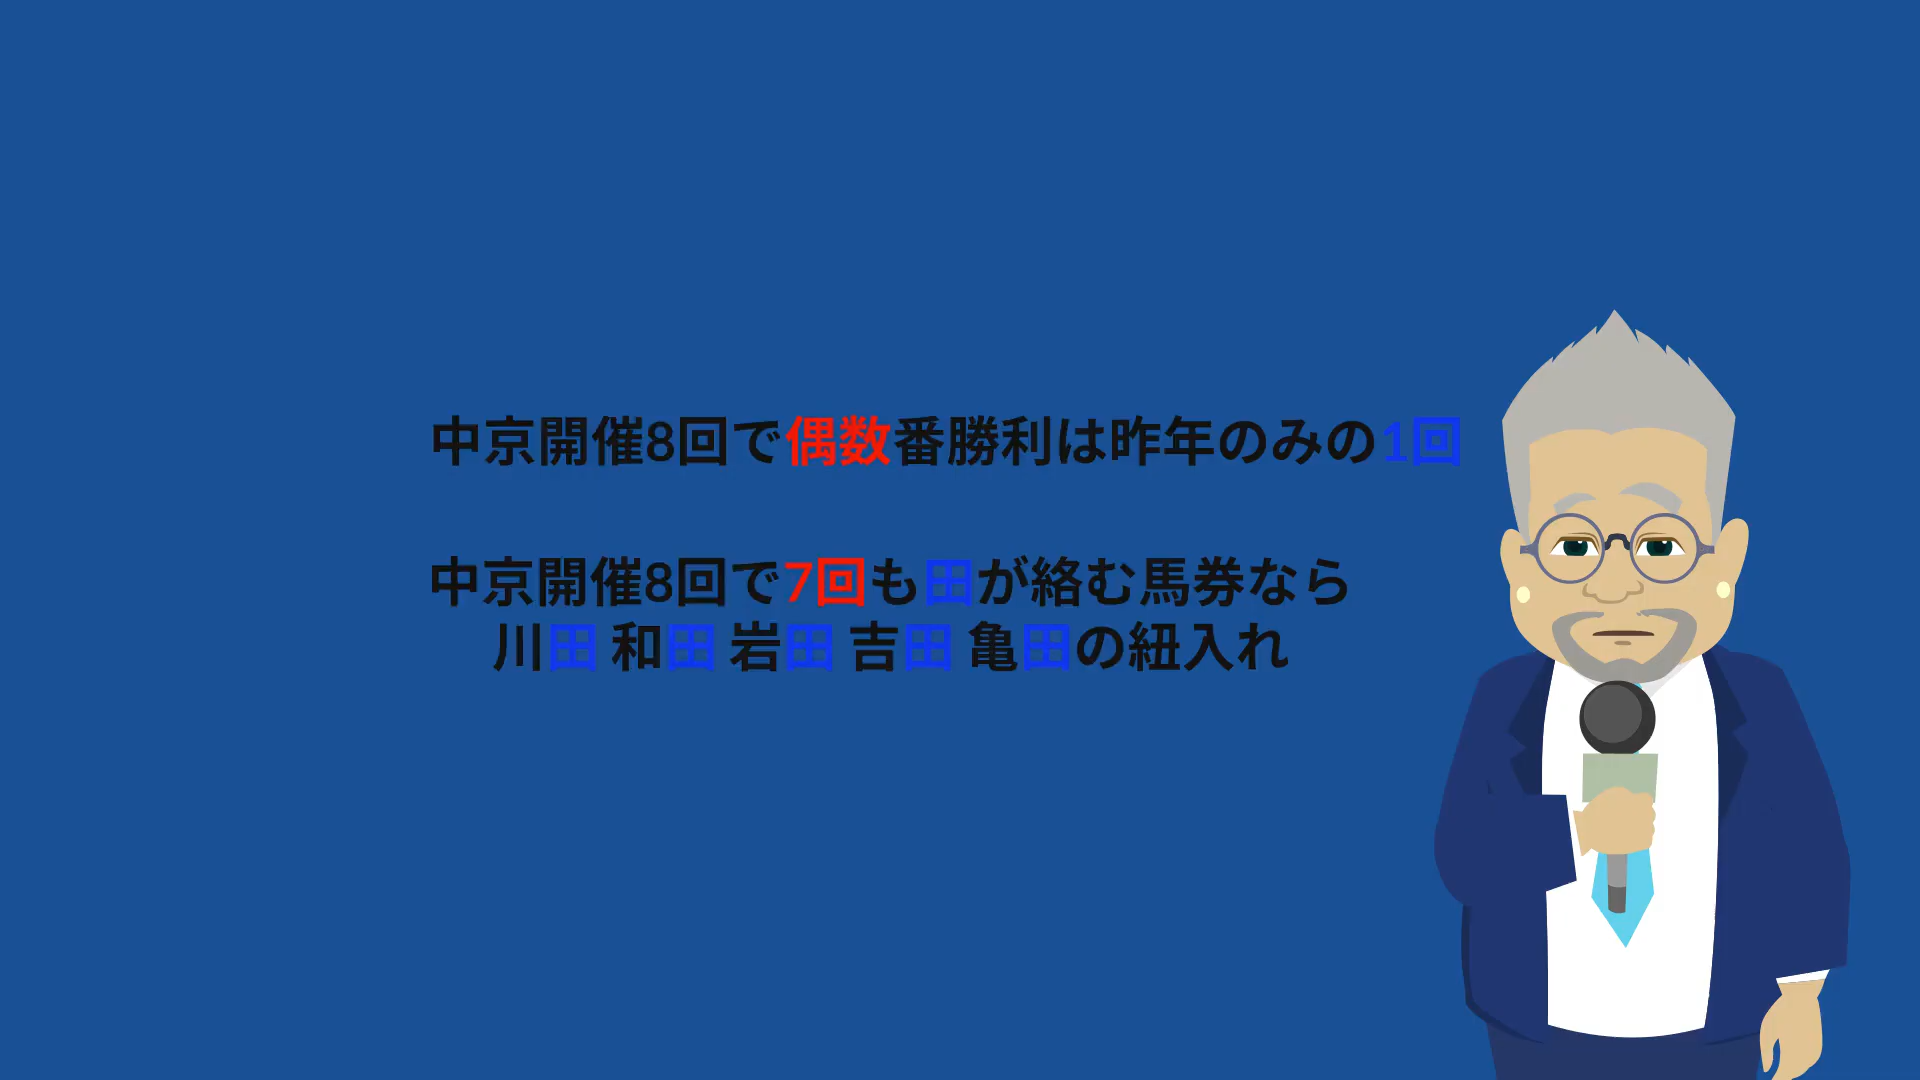 中京開催8回で偶数番勝利は昨年のみの1回
中京開催8回で7回も田が絡む馬券なら
川田 和田 岩田 吉田 亀田の紐入れ